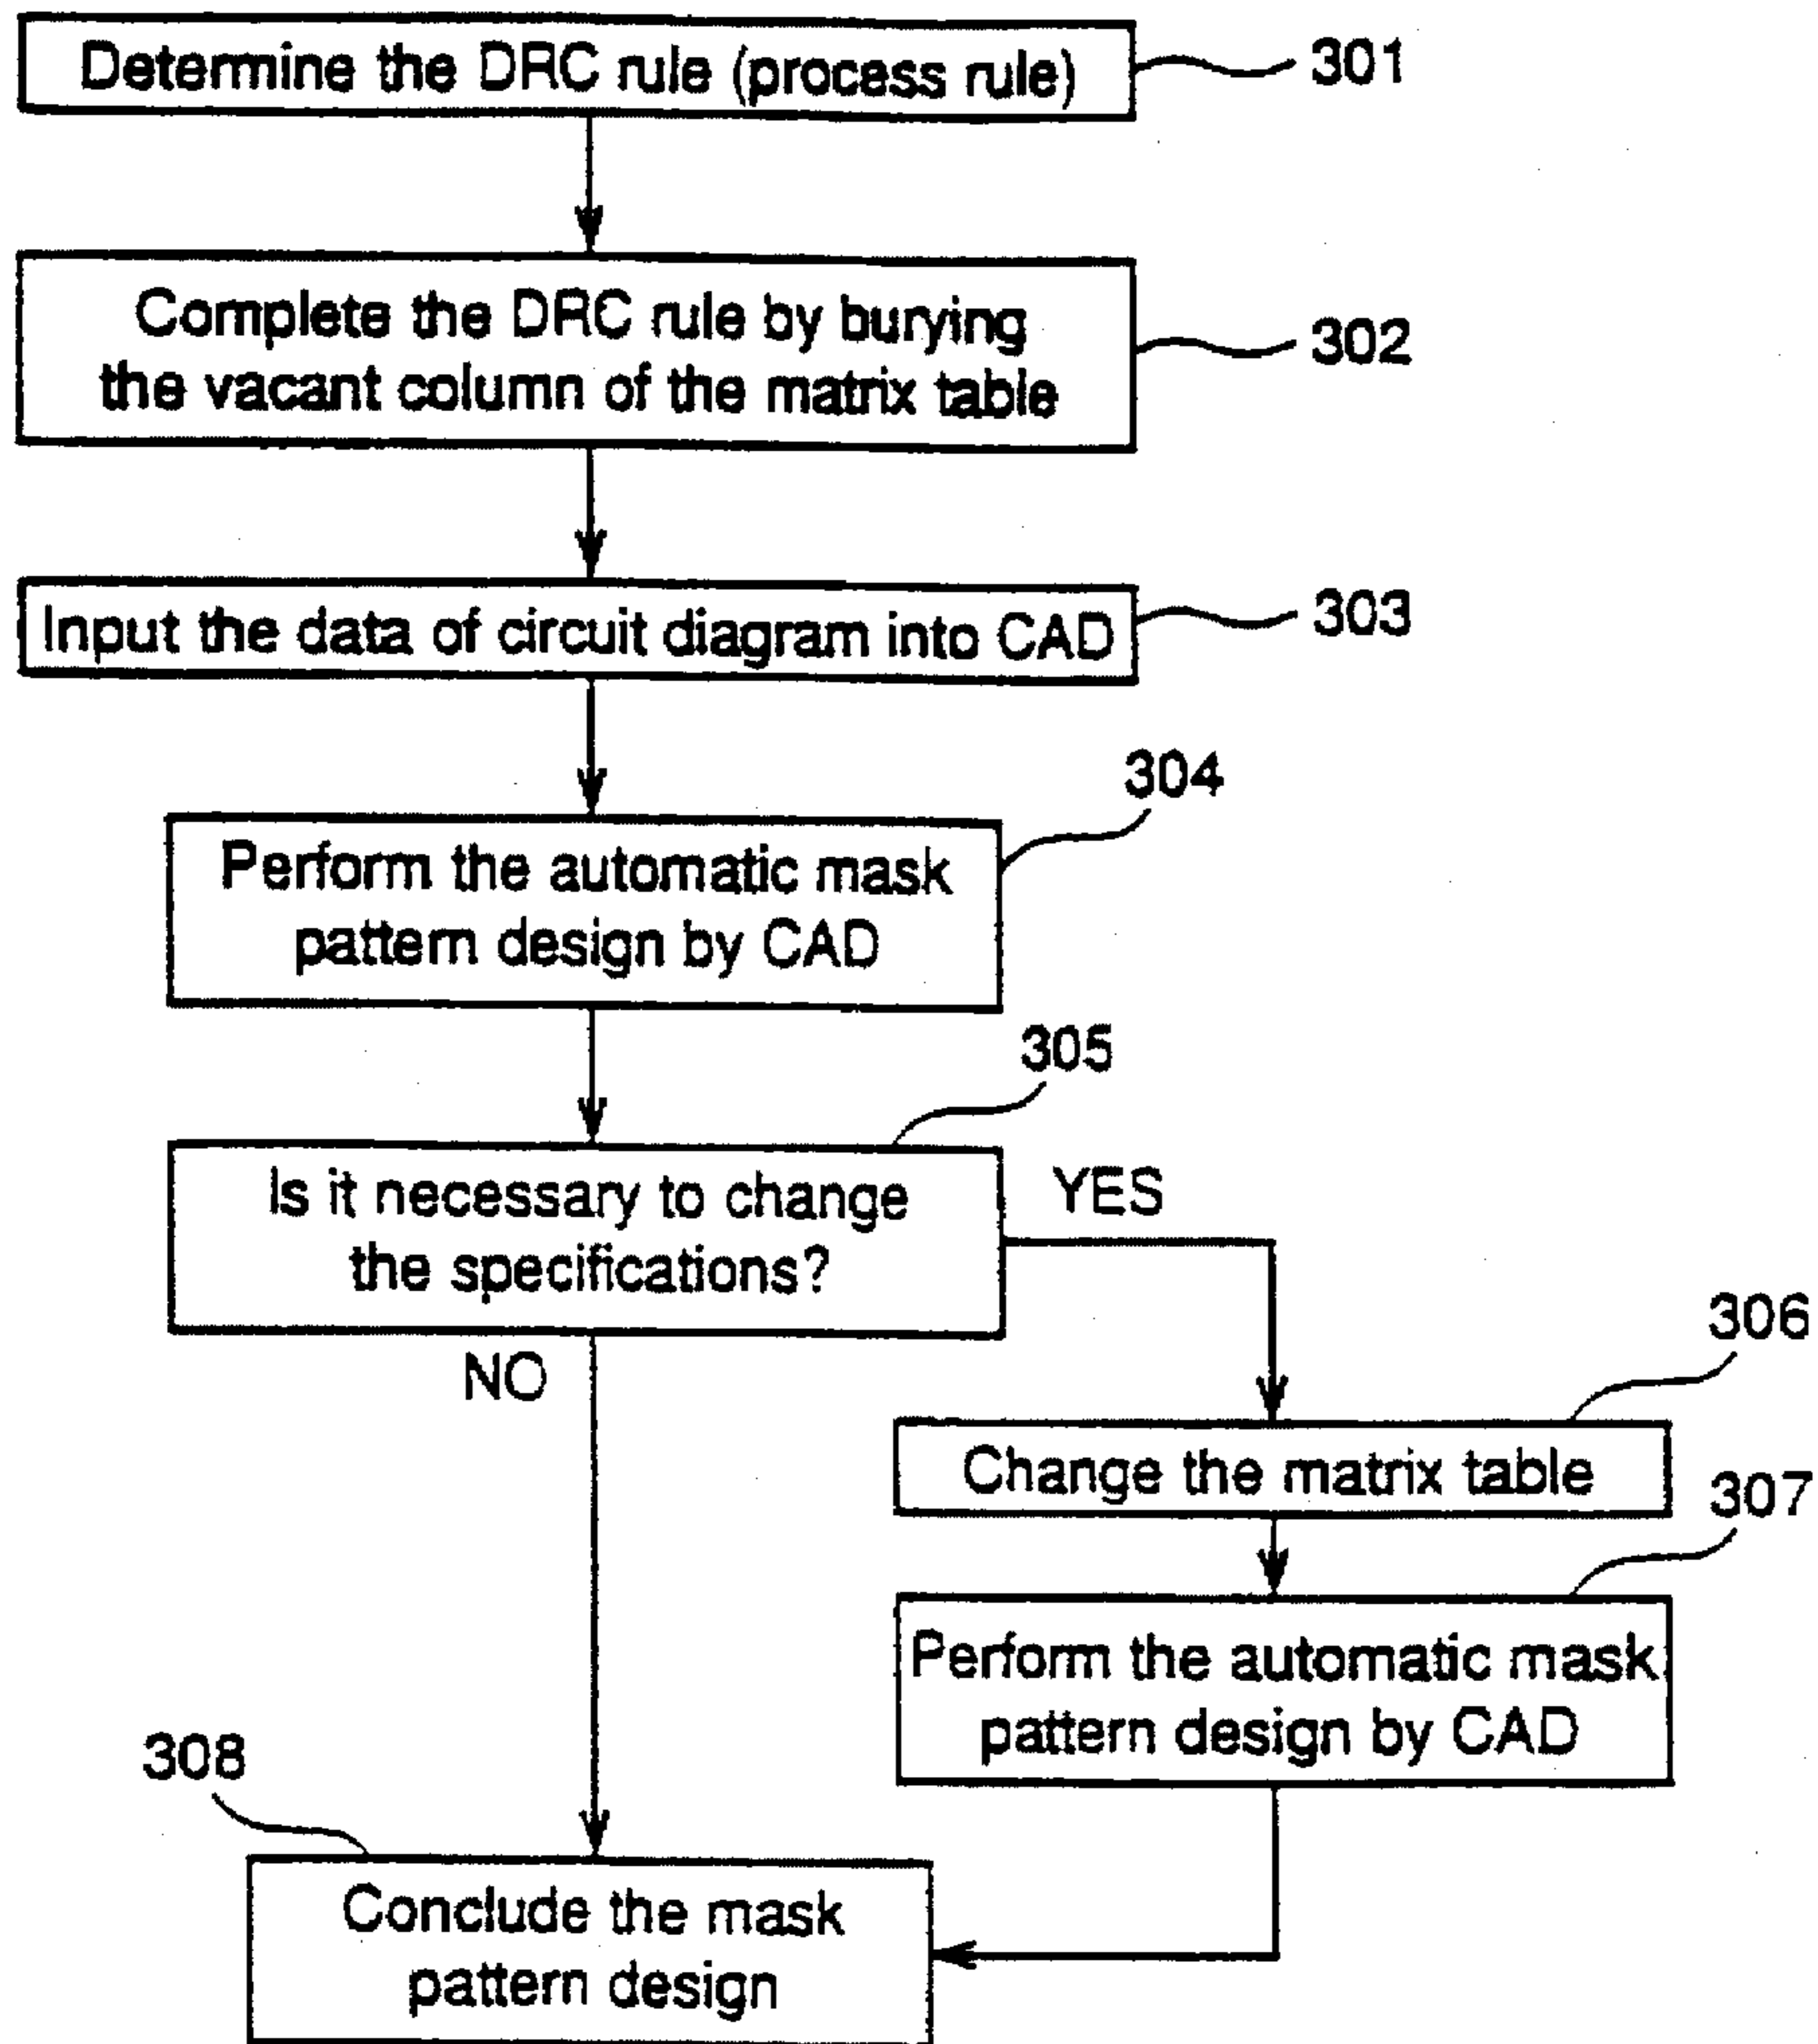 Determine the DRC rule (process rule)
301
Complete the DRC rule by burying
the vacant column of the matrix table
302
Input the data of circuit diagram into CAD
303
304
Perform the automatic mask
pattern design by CAD
305
Is it necessary to change
the specifications?
YES
NO
306
Change the matrix table
307
Perform the automatic mask
pattern design by CAD
308
Conclude the mask
pattern design